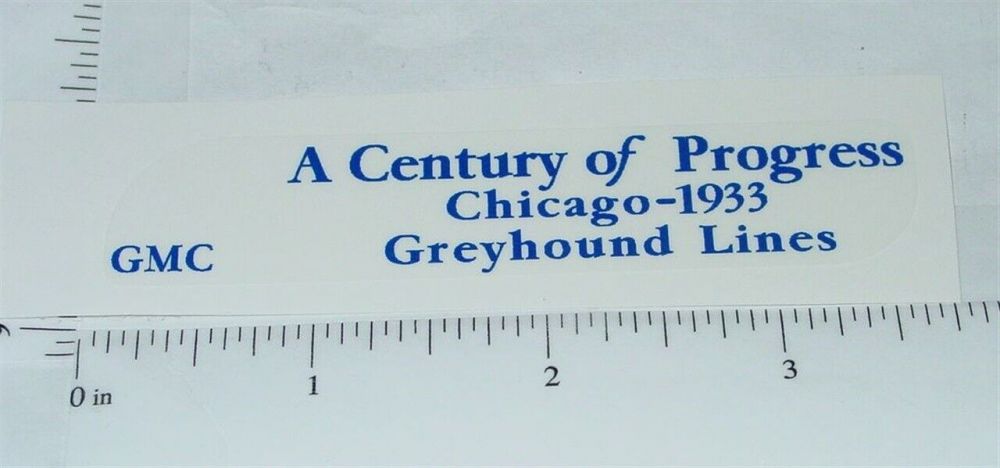 A Century of Progress
Chicago-1933
Greyhound Lines
GMC
0 in
1
2
3